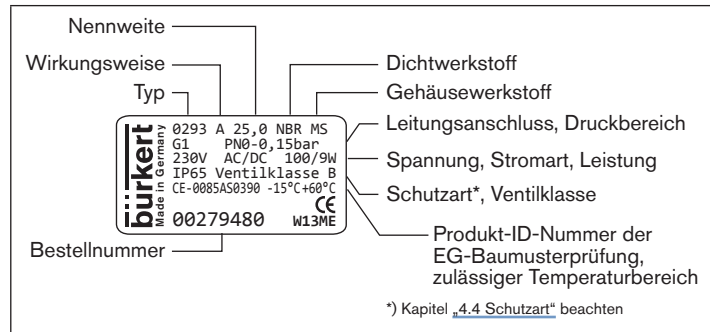 Nennweite
Wirkungsweise
Typ
Dichtwerkstoff
Gehäusewerkstoff
Leitungsanschluss, Druckbereich
Spannung, Stromart, Leistung
Schutzart*, Ventilklasse
Produkt-ID-Nummer der
EG-Baumusterprüfung,
zulässiger Temperaturbereich
*) Kapitel „4.4 Schutzart“ beachten
Bestellnummer
bürkert
Made in Germany
0293 A 25,0 NBR MS
G1 PN0-0,15bar
230V AC/DC 100/9W
IP65 Ventilklasse B
CE-0085AS0390 -15°C+60°C
CE
00279480 W13ME